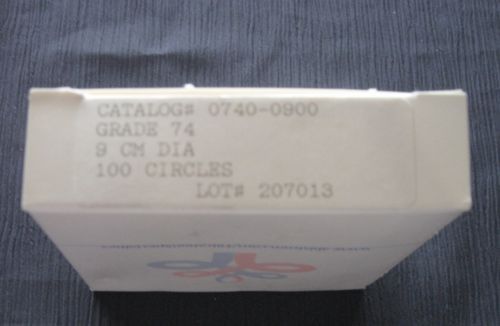 CATALOG# 0740-0900
GRADE 74
9 CM DIA
100 CIRCLES
LOT# 207013